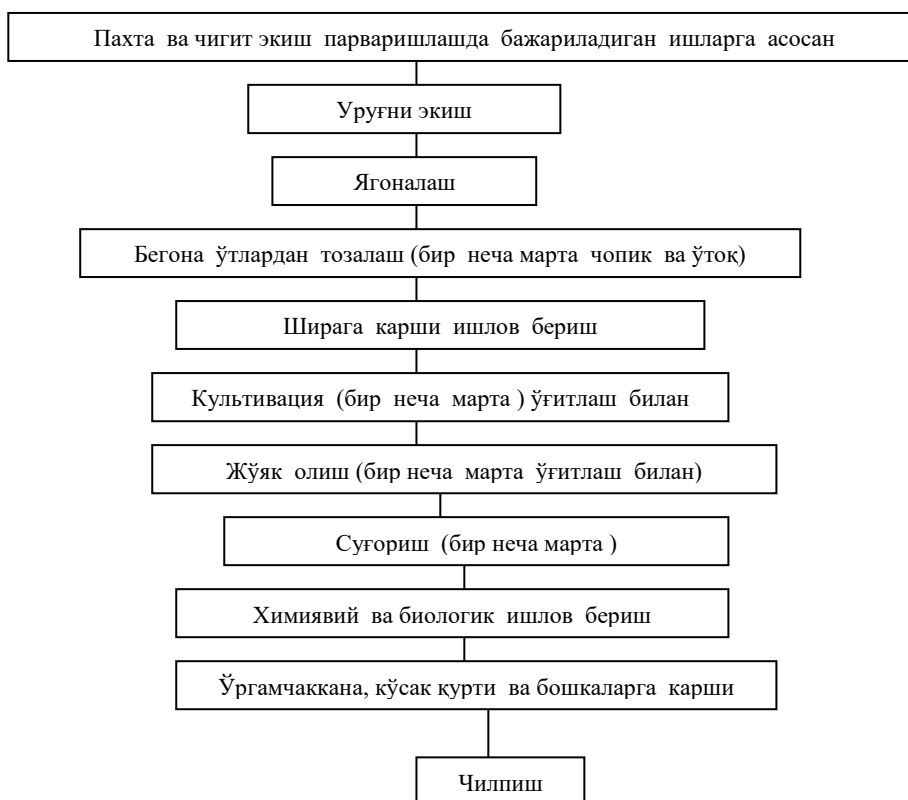 Пахта ва чигит экиш парваришлашда бажариладиган ишларга асосан
Уруғни экиш
Ягоналаш
Бегона ўтлардан тозалаш (бир неча марта чопик ва ўтоқ)
Ширага карши ишлов бериш
Культивация (бир неча марта ) ўғитлаш билан
Жўяк олиш (бир неча марта ўғитлаш билан)
Суғориш (бир неча марта )
Химиявий ва биологик ишлов бериш
Ўргамчаккана, кўсак қурти ва бошкаларга карши
Чилпиш